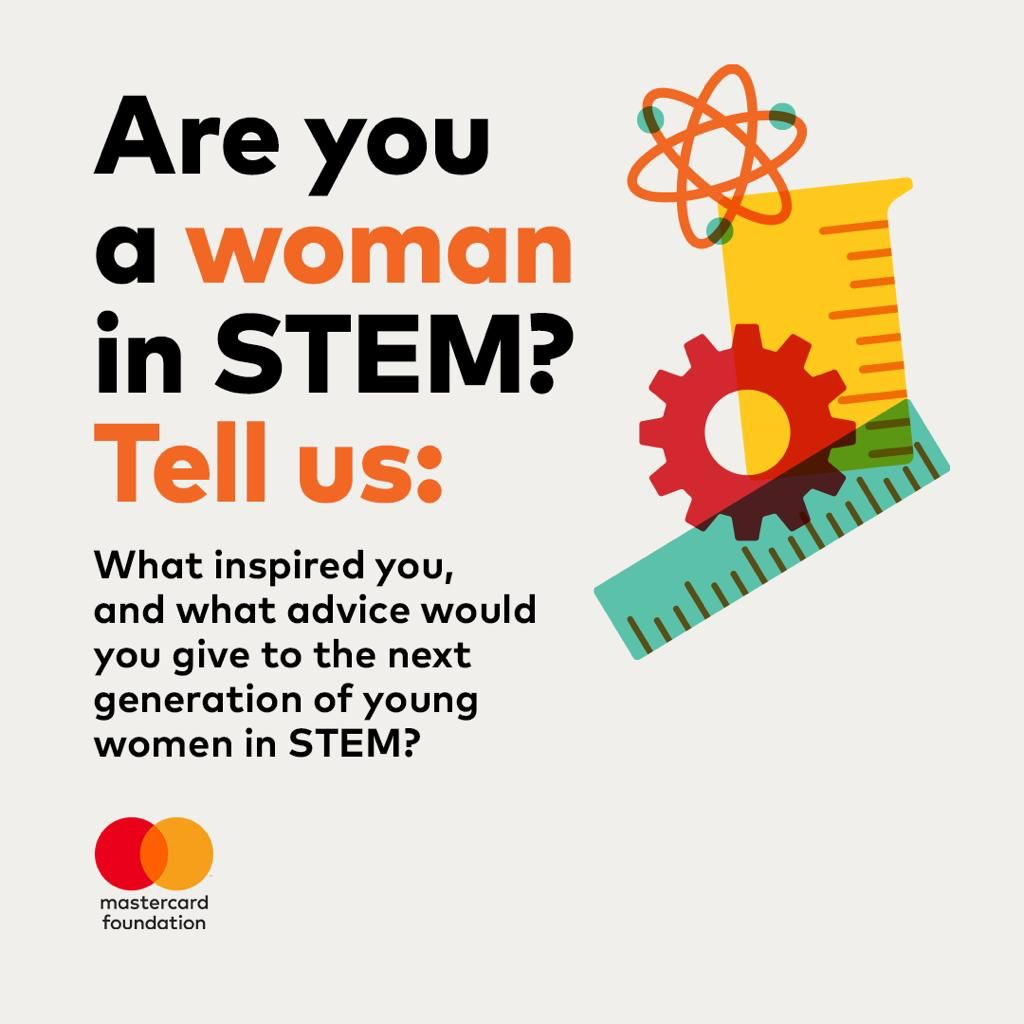 Are you
a woman
in STEM?
Tell us:
What inspired you,
and what advice would
you give to the next
generation of young
women in STEM?
mastercard
foundation